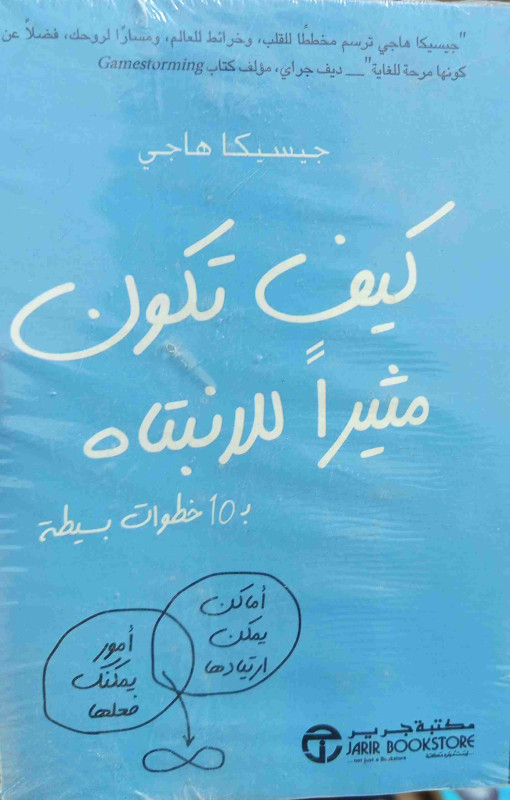 "جيسيكا هاجي ترسم مخططًا للقلب، وخرائط للعالم، ومسارًا لروحك، فضلاً عن
كونها مرحة للغاية" __ ديف جراي، مؤلف كتاب Gamestorming
جيسيكا هاجي
كيف تكون
مثيراً للانتباه
بـ 10 خطوات بسيطة
أماكن
يمكن
ارتيادها
أمور
يمكنك
فعلها
مكتبة جرير
JARIR BOOKSTORE
... not just a Bookstore